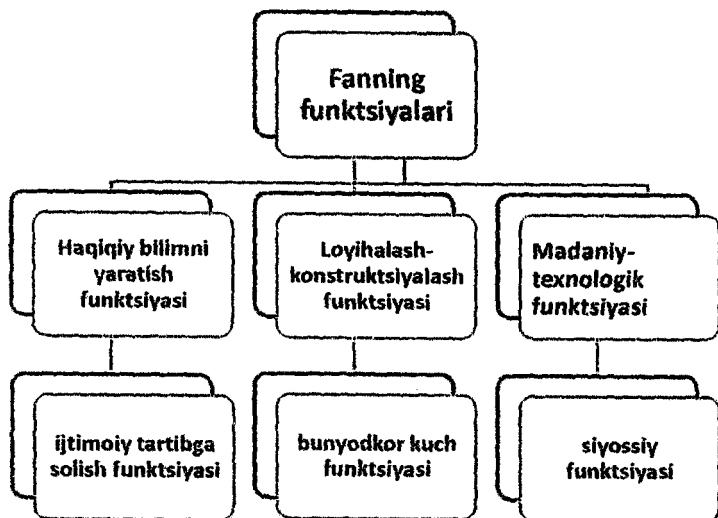 Fanning
funktsiyalari
Haqiqiy bilimni
yaratish
funktsiyasi
Loyihalash-
konstruktsiyalash
funktsiyasi
Madaniy-
texnologik
funktsiyasi
ijtimoiy tartibga
solish funktsiyasi
bunyodkor kuch
funktsiyasi
siyossiy
funktsiyasi